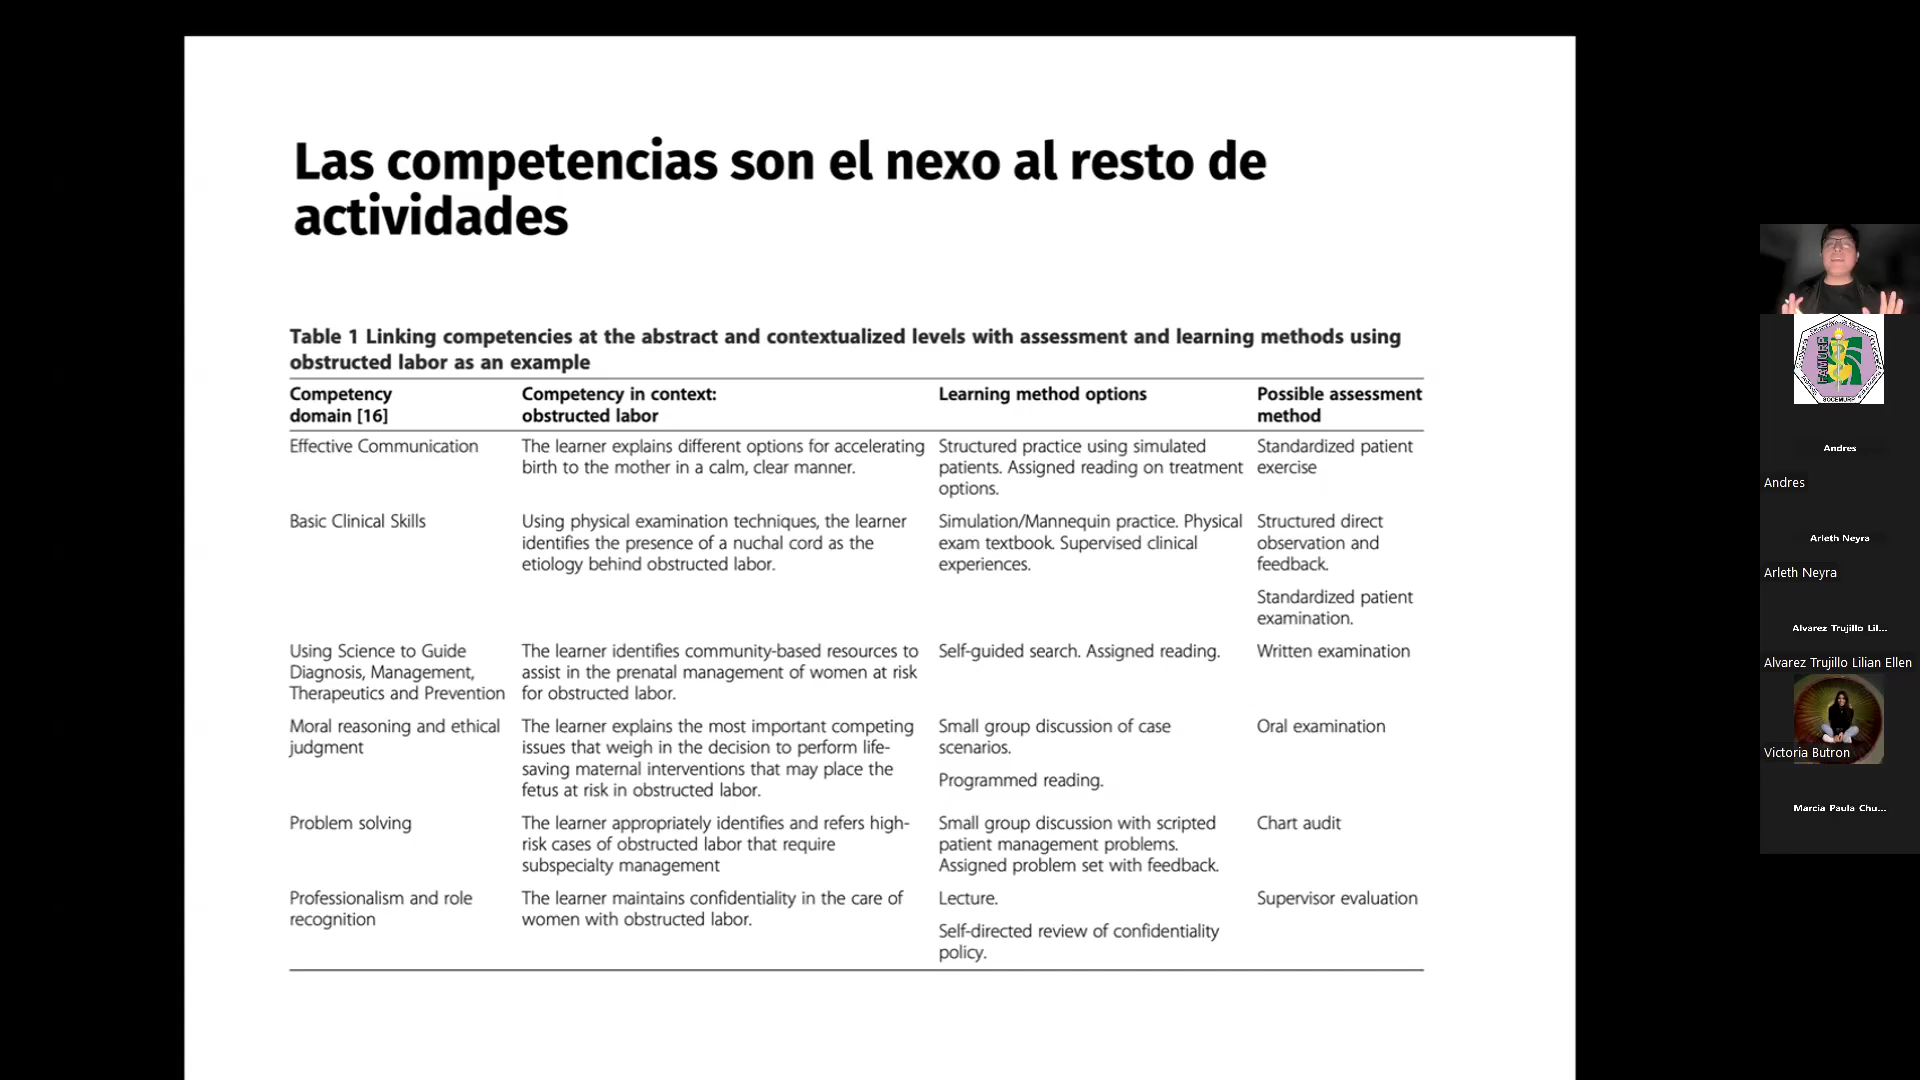 Las competencias son el nexo al resto de
actividades
Table 1 Linking competencies at the abstract and contextualized levels with assessment and learning methods using
obstructed labor as an example
Competency
domain [16]
Competency in context:
obstructed labor
Learning method options
Possible assessment
method
Effective Communication
The learner explains different options for accelerating
birth to the mother in a calm, clear manner.
Structured practice using simulated
patients. Assigned reading on treatment
options.
Standardized patient
exercise
Basic Clinical Skills
Using physical examination techniques, the learner
identifies the presence of a nuchal cord as the
etiology behind obstructed labor.
Simulation/Mannequin practice. Physical
exam textbook. Supervised clinical
experiences.
Structured direct
observation and
feedback.
Standardized patient
examination.
Using Science to Guide
Diagnosis, Management,
Therapeutics and Prevention
The learner identifies community-based resources to
assist in the prenatal management of women at risk
for obstructed labor.
Self-guided search. Assigned reading.
Written examination
Moral reasoning and ethical
judgment
The learner explains the most important competing
issues that weigh in the decision to perform life-
saving maternal interventions that may place the
fetus at risk in obstructed labor.
Small group discussion of case
scenarios.
Programmed reading.
Oral examination
Problem solving
The learner appropriately identifies and refers high-
risk cases of obstructed labor that require
subspecialty management
Small group discussion with scripted
patient management problems.
Assigned problem set with feedback.
Chart audit
Professionalism and role
recognition
The learner maintains confidentiality in the care of
women with obstructed labor.
Lecture.
Self-directed review of confidentiality
policy.
Supervisor evaluation
FAMURP
SOCEMURP
Andres
Andres
Arleth Neyra
Arleth Neyra
Alvarez Trujillo Lil...
Alvarez Trujillo Lilian Ellen
Victoria Butron
Marcia Paula Chu...